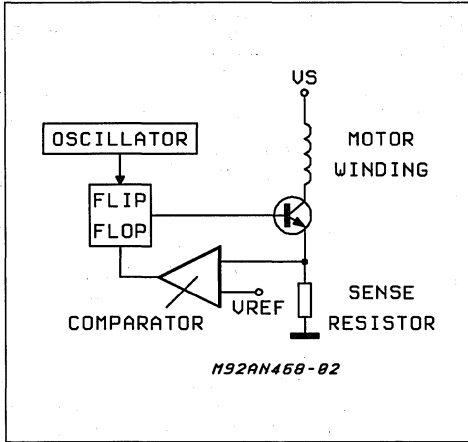 VS
OSCILLATOR
MOTOR
WINDING
FLIP
FLOP
VREF
COMPARATOR
SENSE
RESISTOR
M92AN468-02